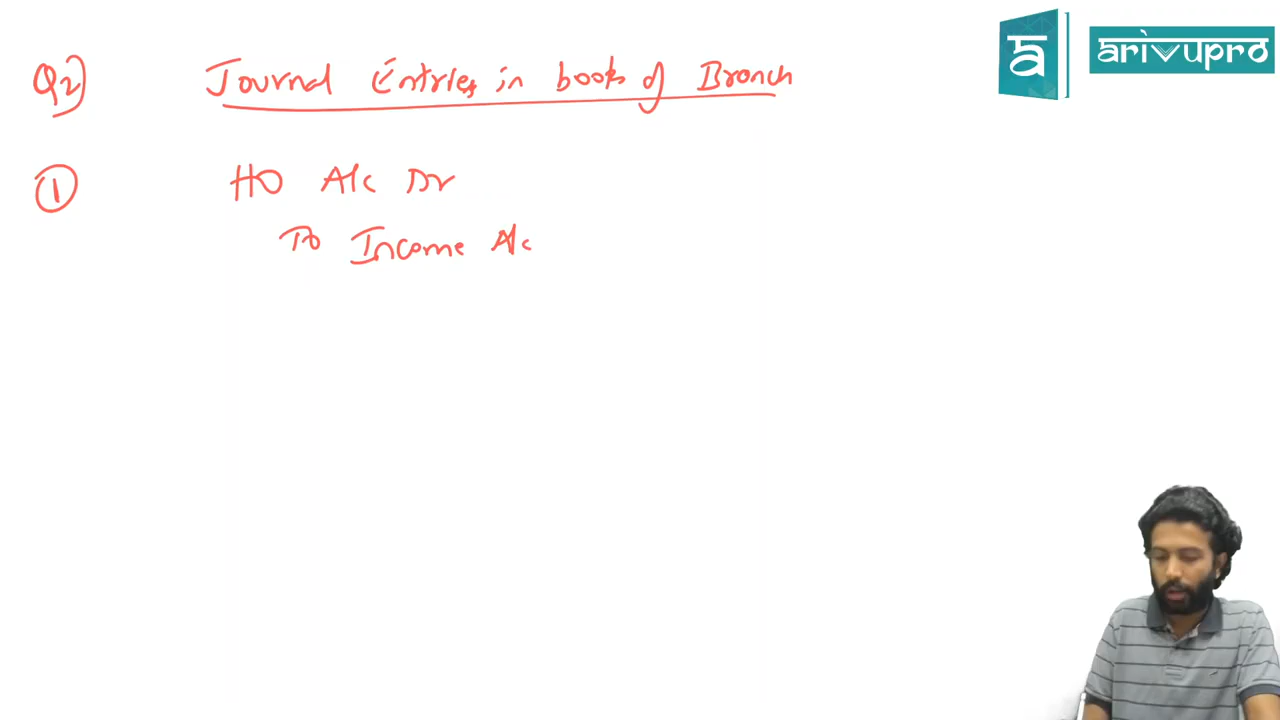 arivupro
Q2) Journal Entries in books of Branch
① HO A/c Dr
To Income A/c